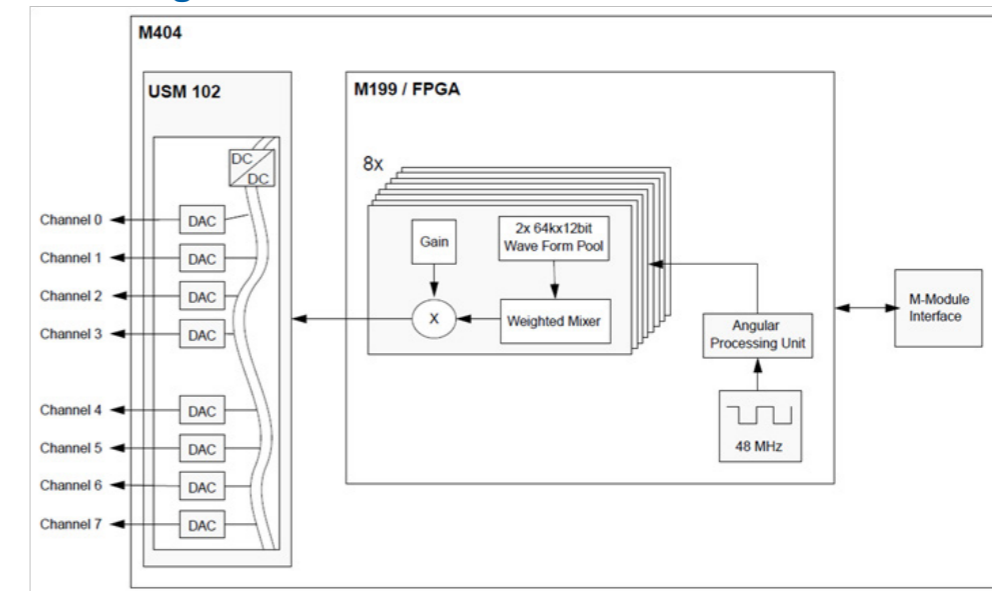 M404
USM 102
DC
DC
Channel 0
DAC
Channel 1
DAC
Channel 2
DAC
Channel 3
DAC
Channel 4
DAC
Channel 5
DAC
Channel 6
DAC
Channel 7
DAC
M199 / FPGA
8x
Gain
2x 64kx12bit
Wave Form Pool
X
Weighted Mixer
Angular
Processing Unit
48 MHz
M-Module
Interface